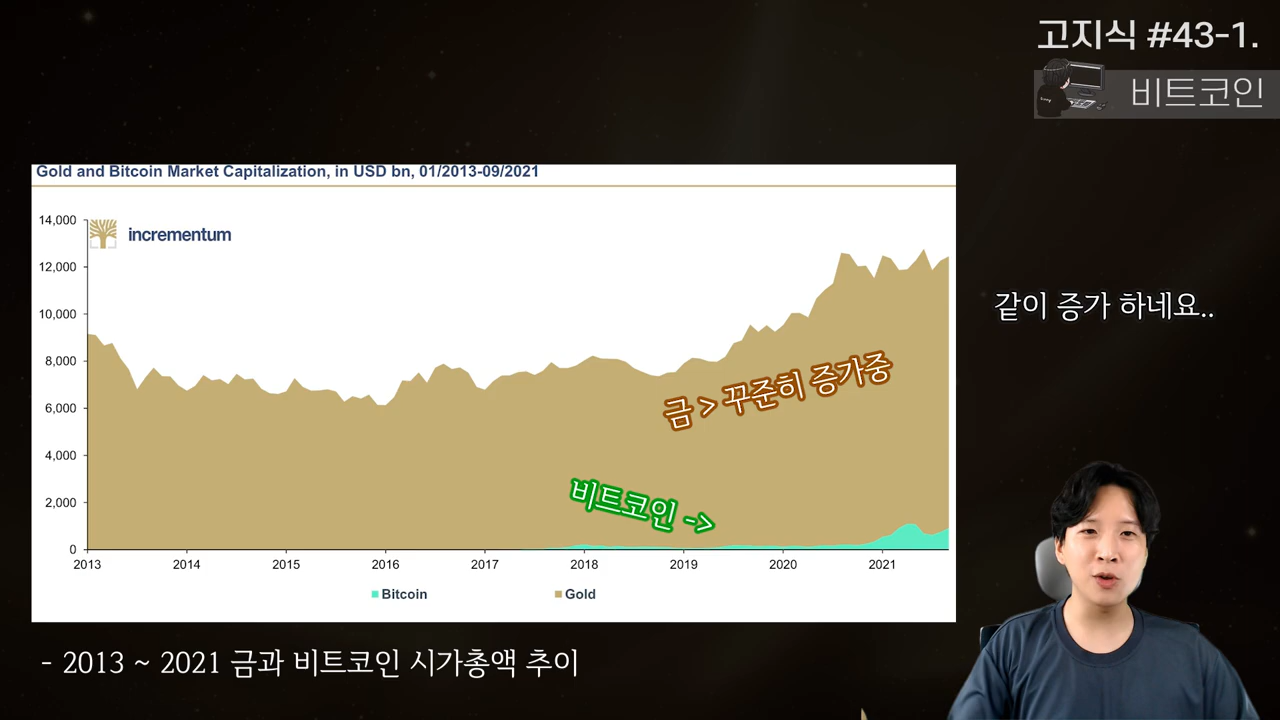 고지식 #43-1.
비트코인
Gold and Bitcoin Market Capitalization, in USD bn, 01/2013-09/2021
incrementum
14,000
12,000
10,000
8,000
6,000
4,000
2,000
0
같이 증가 하네요..
금 > 꾸준히 증가중
비트코인 ->
2013 2014 2015 2016 2017 2018 2019 2020 2021
Bitcoin Gold
- 2013 ~ 2021 금과 비트코인 시가총액 추이